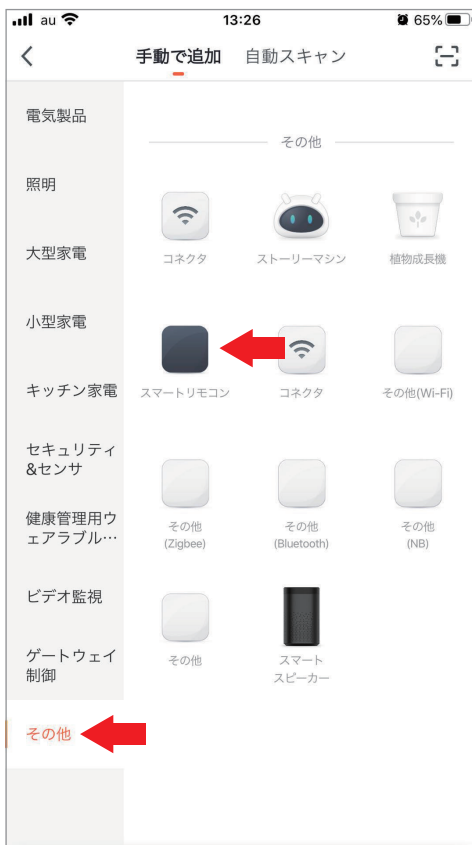 au 13:26 65%
手動で追加 自動スキャン
電気製品
照明
大型家電
小型家電
キッチン家電
セキュリティ
&センサ
健康管理用ウ
ェアラブル…
ビデオ監視
ゲートウェイ
制御
その他
その他
コネクタ
ストーリーマシン
植物成長機
スマートリモコン
コネクタ
その他(Wi-Fi)
その他
(Zigbee)
その他
(Bluetooth)
その他
(NB)
その他
スマート
スピーカー